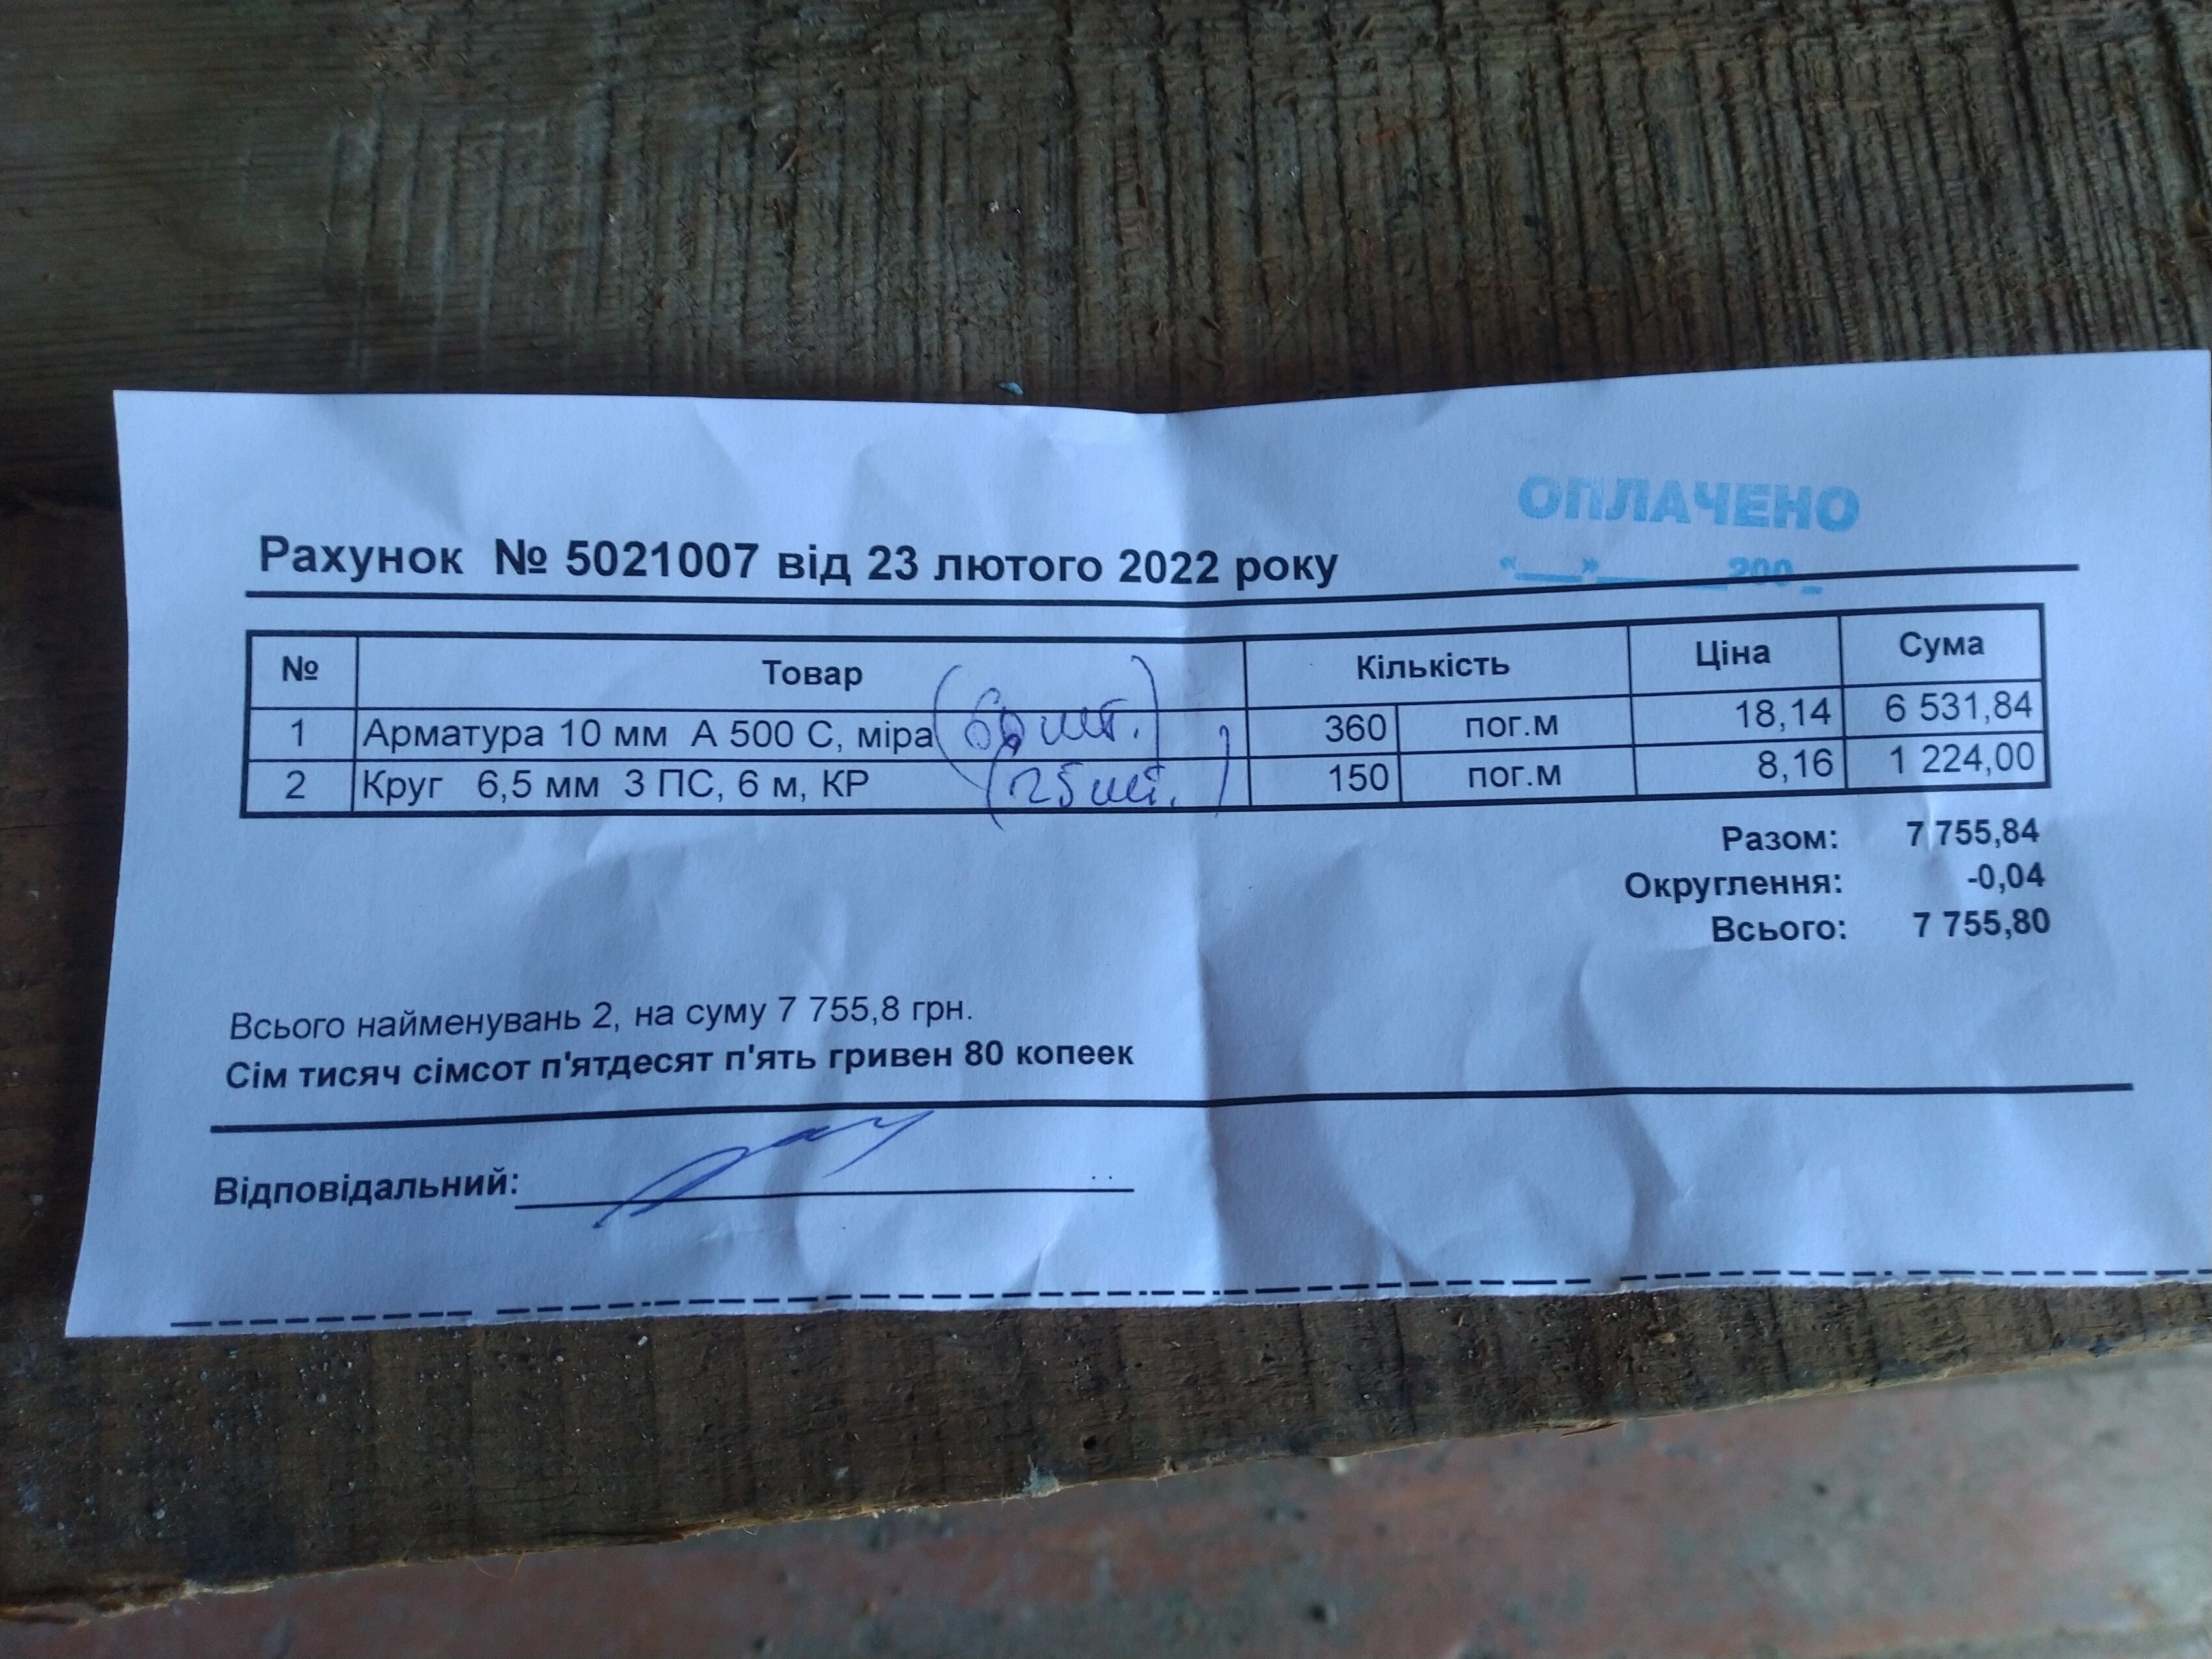 ОПЛАЧЕНО
"___"________200_
Рахунок № 5021007 від 23 лютого 2022 року
№ Товар Кількість Ціна Сума
1 Арматура 10 мм А 500 С, міра (60 шт.) 360 пог.м 18,14 6 531,84
2 Круг 6,5 мм 3 ПС, 6 м, КР (25 шт.) 150 пог.м 8,16 1 224,00
Разом: 7 755,84
Округлення: -0,04
Всього: 7 755,80
Всього найменувань 2, на суму 7 755,8 грн.
Сім тисяч сімсот п'ятдесят п'ять гривен 80 копеек
Відповідальний: